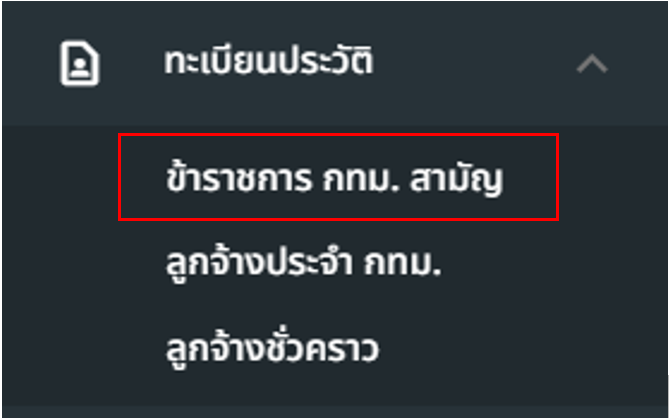 ทะเบียนประวัติ
ข้าราชการ กทม. สามัญ
ลูกจ้างประจำ กทม.
ลูกจ้างชั่วคราว